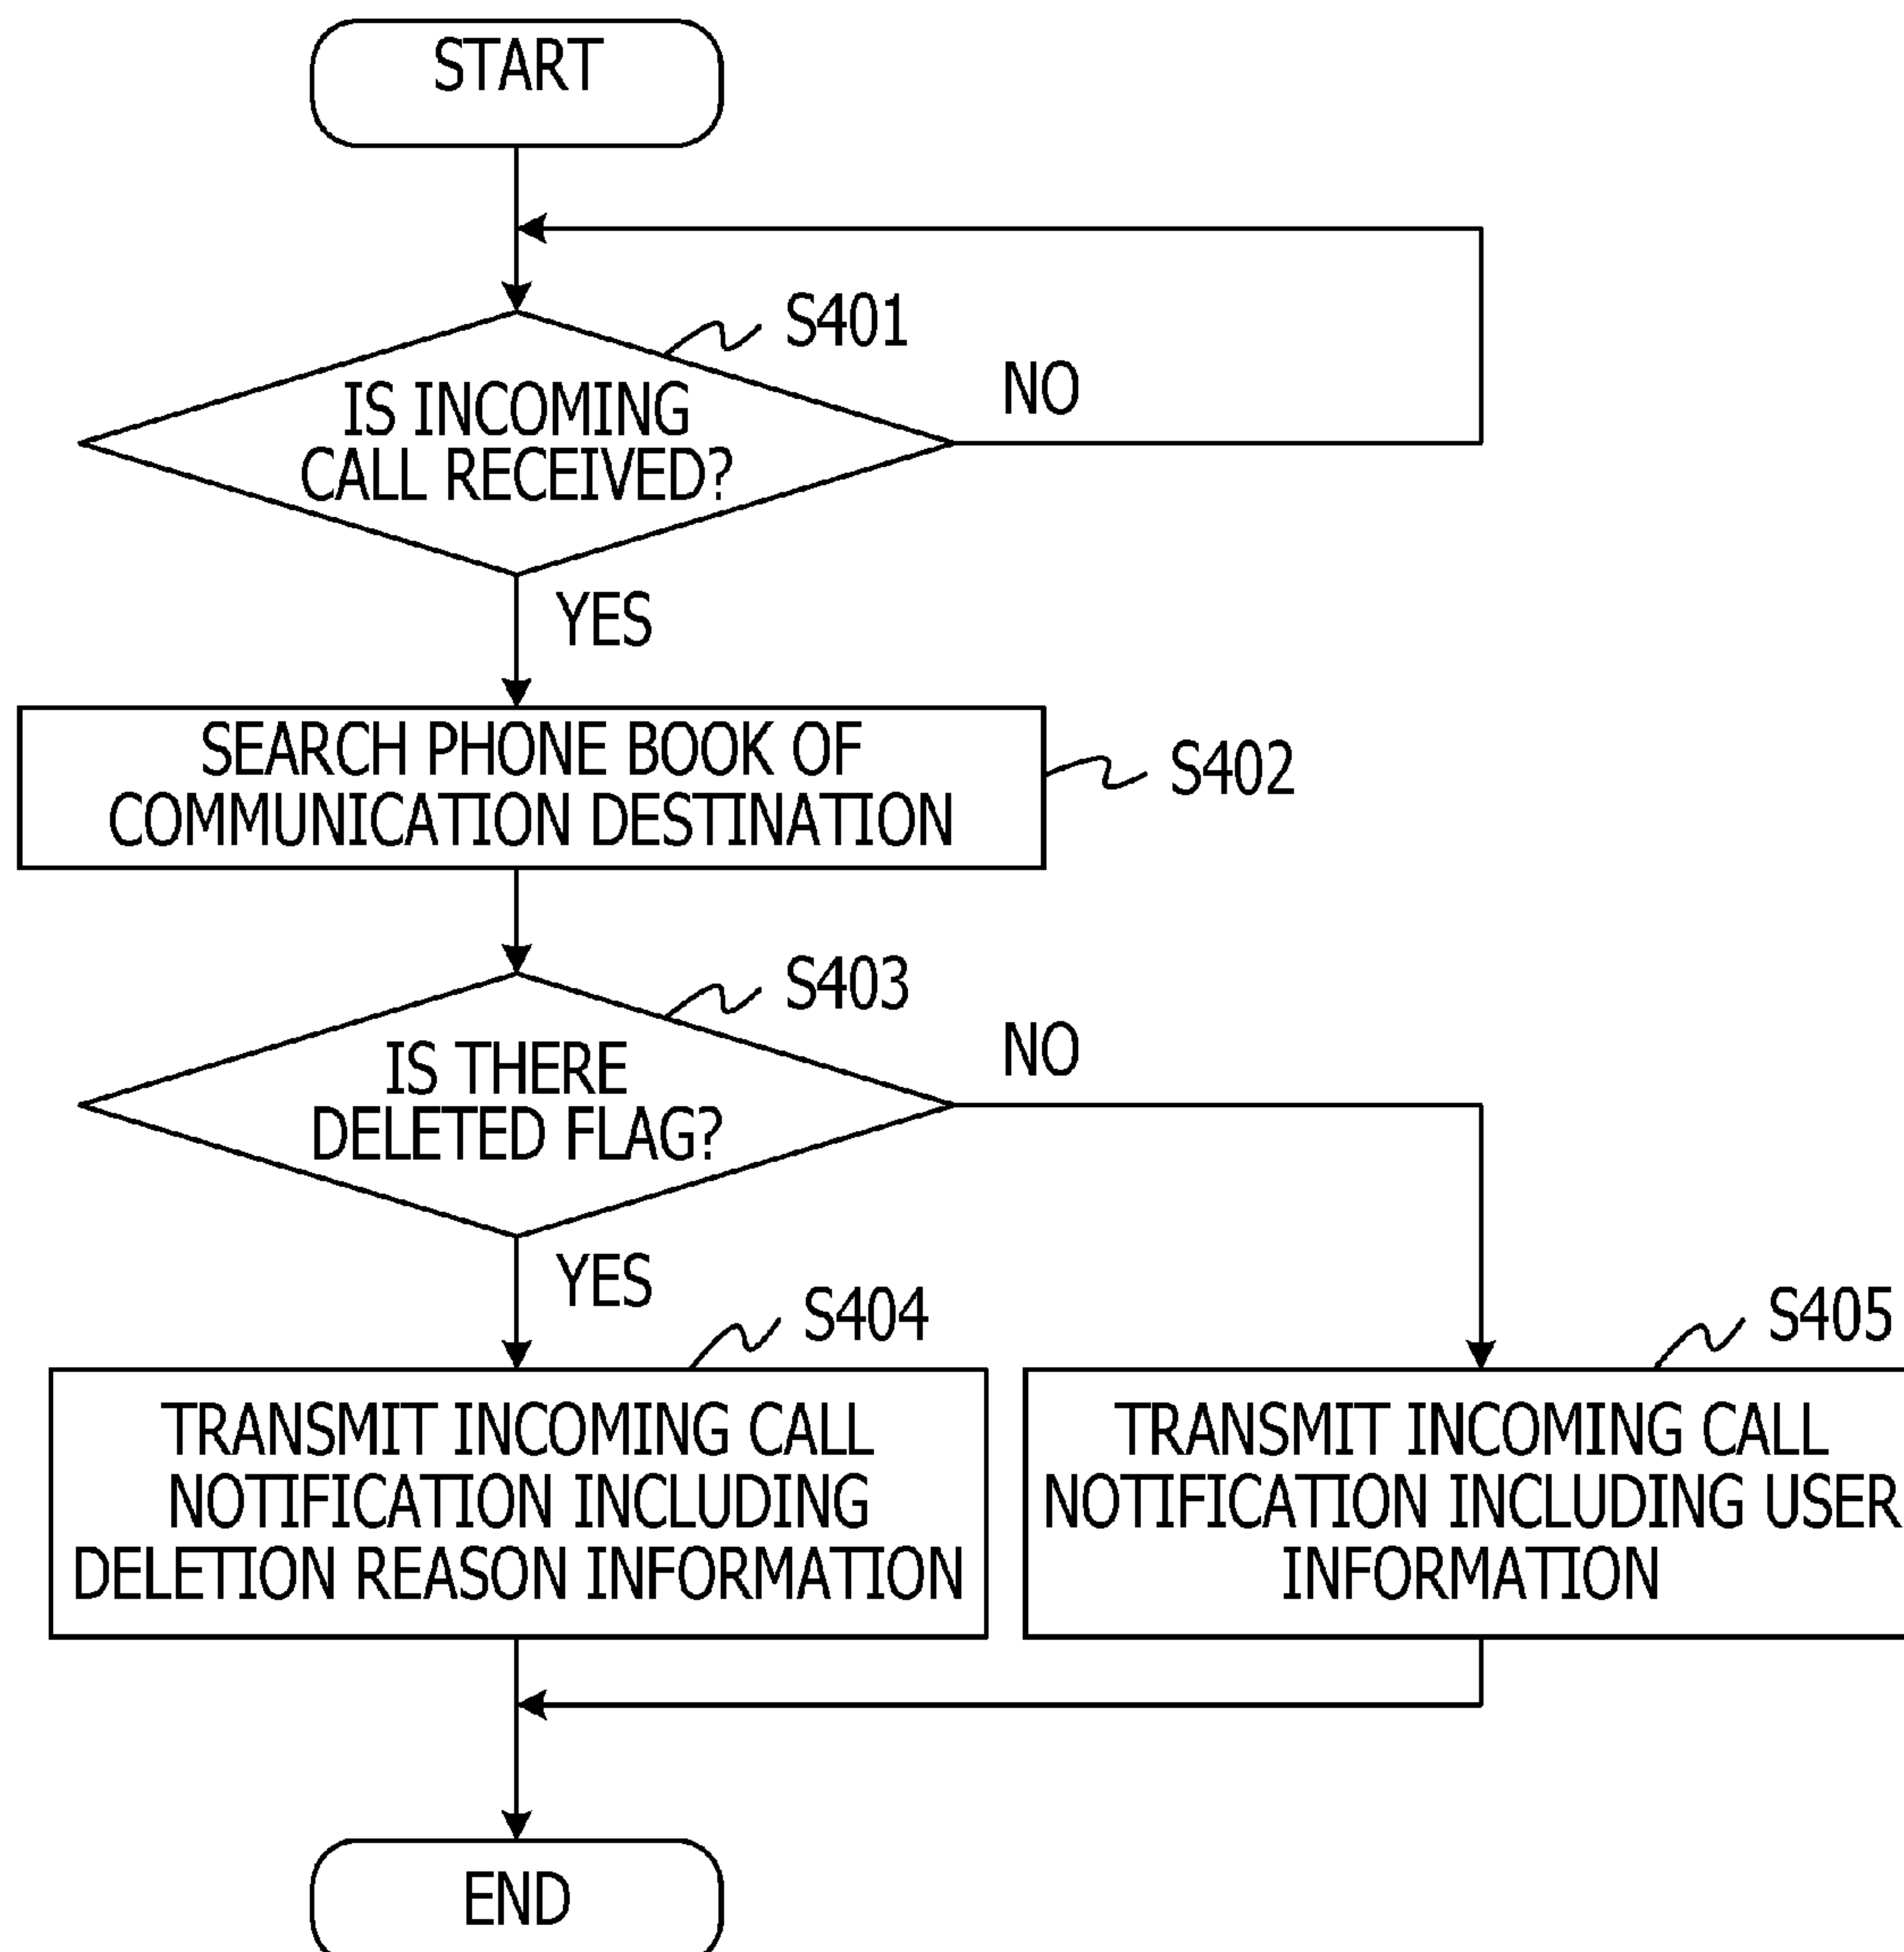 START
S401
IS INCOMING
CALL RECEIVED?
NO
YES
SEARCH PHONE BOOK OF
COMMUNICATION DESTINATION
S402
S403
IS THERE
DELETED FLAG?
NO
YES
S404
TRANSMIT INCOMING CALL
NOTIFICATION INCLUDING
DELETION REASON INFORMATION
S405
TRANSMIT INCOMING CALL
NOTIFICATION INCLUDING USER
INFORMATION
END